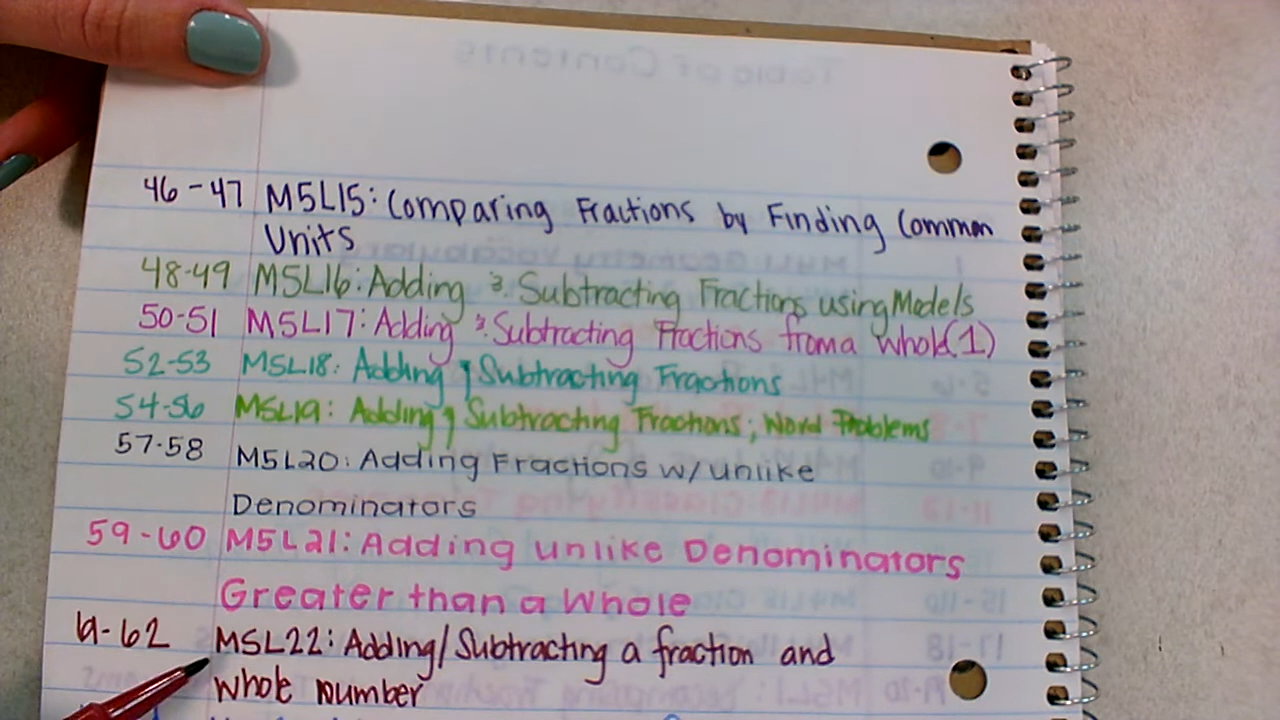 46-47 M5L15: Comparing Fractions by Finding Common
Units
48-49 M5L16: Adding & Subtracting Fractions using Models
50-51 M5L17: Adding & Subtracting Fractions from a whole (1)
52-53 M5L18: Adding & Subtracting Fractions
54-56 M5L19: Adding & Subtracting Fractions; Word Problems
57-58 M5L20: Adding Fractions w/ unlike
Denominators
59-60 M5L21: Adding unlike Denominators
Greater than a Whole
61-62 M5L22: Adding/Subtracting a fraction and
whole number